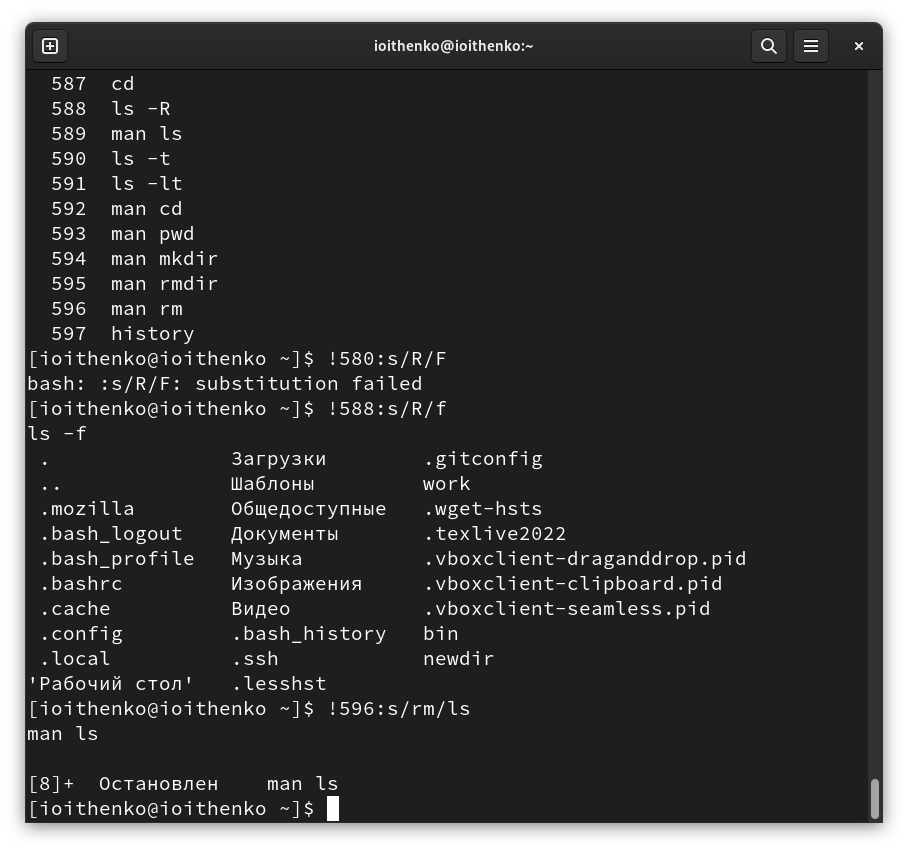 ioithenko@ioithenko:~
587 cd
588 ls -R
589 man ls
590 ls -t
591 ls -lt
592 man cd
593 man pwd
594 man mkdir
595 man rmdir
596 man rm
597 history
[ioithenko@ioithenko ~]$ !580:s/R/F
bash: :s/R/F: substitution failed
[ioithenko@ioithenko ~]$ !588:s/R/f
ls -f
. Загрузки .gitconfig
.. Шаблоны work
.mozilla Общедоступные .wget-hsts
.bash_logout Документы .texlive2022
.bash_profile Музыка .vboxclient-draganddrop.pid
.bashrc Изображения .vboxclient-clipboard.pid
.cache Видео .vboxclient-seamless.pid
.config .bash_history bin
.local .ssh newdir
'Рабочий стол' .lesshst
[ioithenko@ioithenko ~]$ !596:s/rm/ls
man ls
[8]+ Остановлен man ls
[ioithenko@ioithenko ~]$